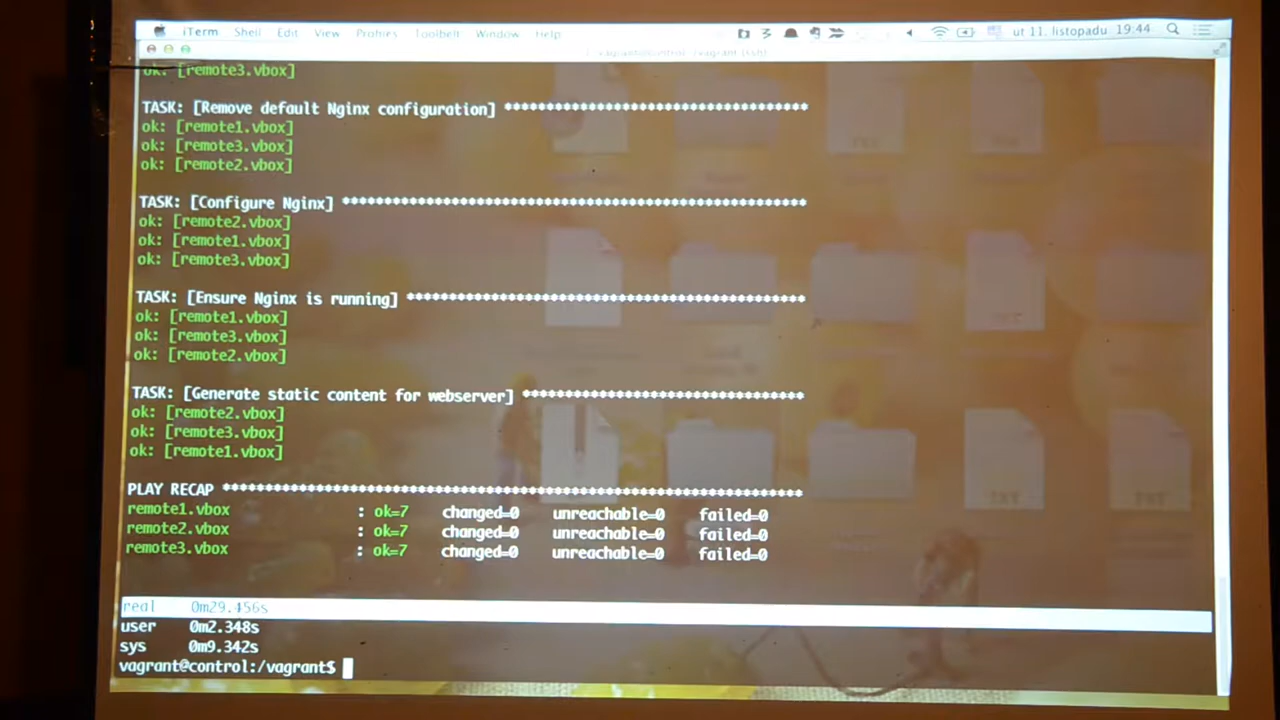 iTerm Shell Edit View Profiles Toolbelt Window Help ut 11. listopadu 19:44
vagrant@control: /vagrant (ssh)
ok: [remote3.vbox]
TASK: [Remove default Nginx configuration] ***********************************
ok: [remote1.vbox]
ok: [remote3.vbox]
ok: [remote2.vbox]
TASK: [Configure Nginx] ******************************************************
ok: [remote2.vbox]
ok: [remote1.vbox]
ok: [remote3.vbox]
TASK: [Ensure Nginx is running] **********************************************
ok: [remote1.vbox]
ok: [remote3.vbox]
ok: [remote2.vbox]
TASK: [Generate static content for webserver] ********************************
ok: [remote2.vbox]
ok: [remote3.vbox]
ok: [remote1.vbox]
PLAY RECAP ********************************************************************
remote1.vbox : ok=7 changed=0 unreachable=0 failed=0
remote2.vbox : ok=7 changed=0 unreachable=0 failed=0
remote3.vbox : ok=7 changed=0 unreachable=0 failed=0
real 0m29.456s
user 0m2.348s
sys 0m9.342s
vagrant@control:/vagrant$